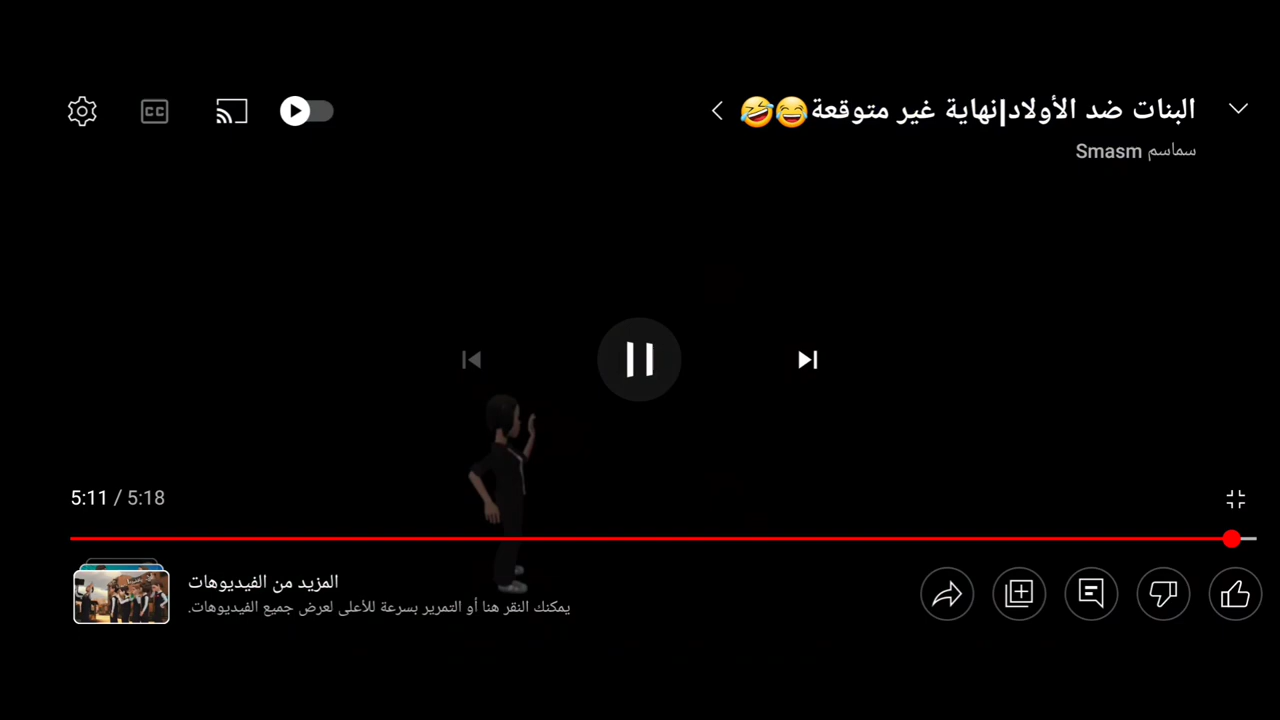 البنات ضد الأولاد|نهاية غير متوقعة😂🤣
سماسم Smasm
CC
5:11 / 5:18
المزيد من الفيديوهات
يمكنك النقر هنا أو التمرير بسرعة للأعلى لعرض جميع الفيديوهات.